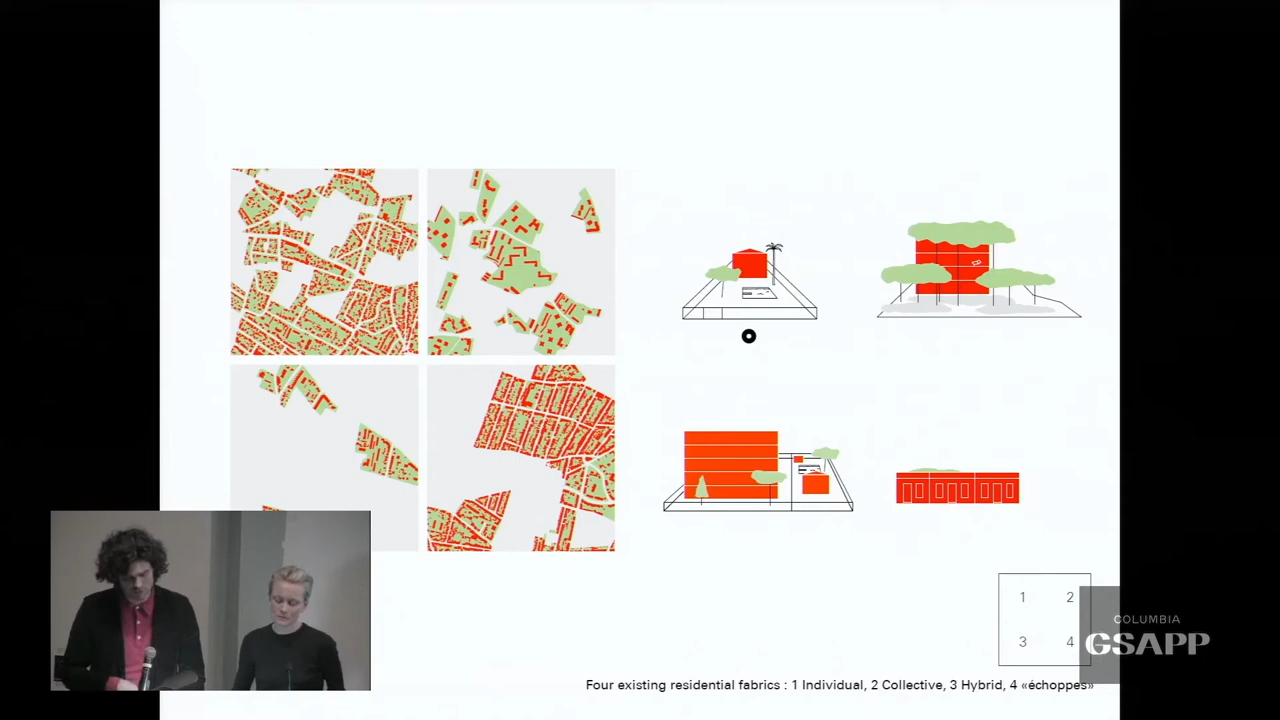 1 2
3 4
COLUMBIA
GSAPP
Four existing residential fabrics : 1 Individual, 2 Collective, 3 Hybrid, 4 «échoppes»